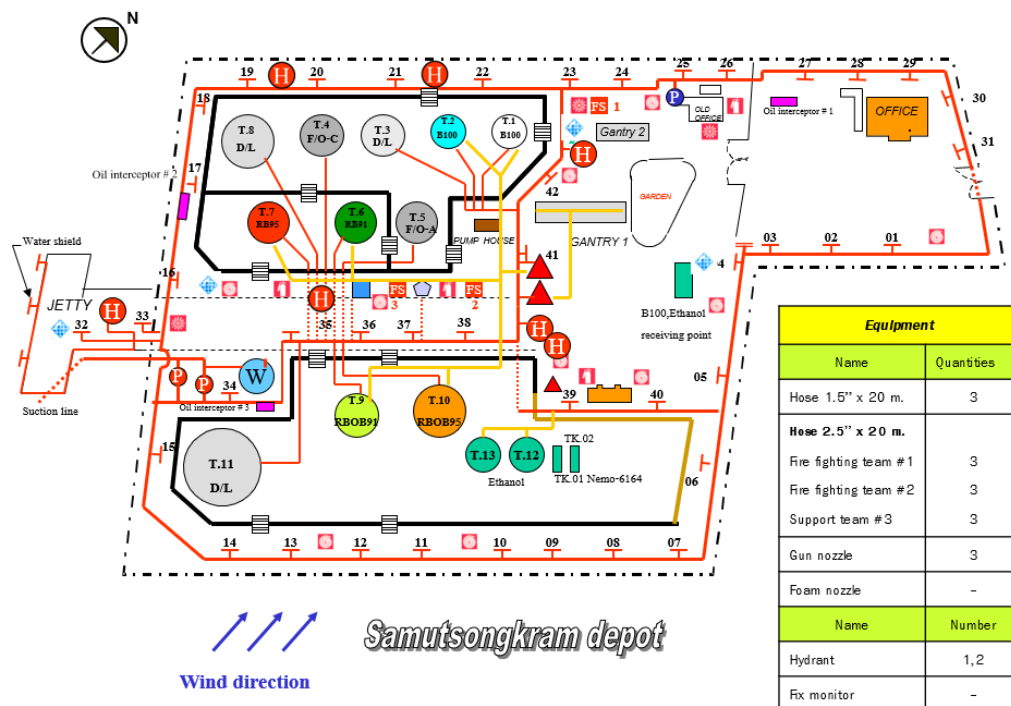 N
19
H
20
21
H
22
23
24
25
26
27
28
29
30
18
P
OLD
OFFICE
Oil interceptor # 1
OFFICE
FS 1
Gantry 2
31
T.8
D/L
T.4
F/O-C
T.3
D/L
T.2
B100
T.1
B100
H
17
Oil interceptor # 2
42
GARDEN
T.7
RB95
T.6
RB91
T.5
F/O-A
PUMP HOUSE
GANTRY 1
03
02
01
Water shield
41
4
16
H
FS
3
FS
2
B100,Ethanol
receiving point
JETTY
H
32
33
35
36
37
38
H
H
P
P
34
W
05
Suction line
Oil interceptor # 3
T.9
RBOB91
T.10
RBOB95
39
40
15
T.11
D/L
T.13
T.12
TK.02
Ethanol
TK.01 Nemo-6164
06
14
13
12
11
10
09
08
07
Wind direction
Samutsongkram depot
Equipment
Name Quantities
Hose 1.5” x 20 m. 3
Hose 2.5” x 20 m.
Fire fighting team #1 3
Fire fighting team #2 3
Support team #3 3
Gun nozzle 3
Foam nozzle -
Name Number
Hydrant 1,2
Fix monitor -